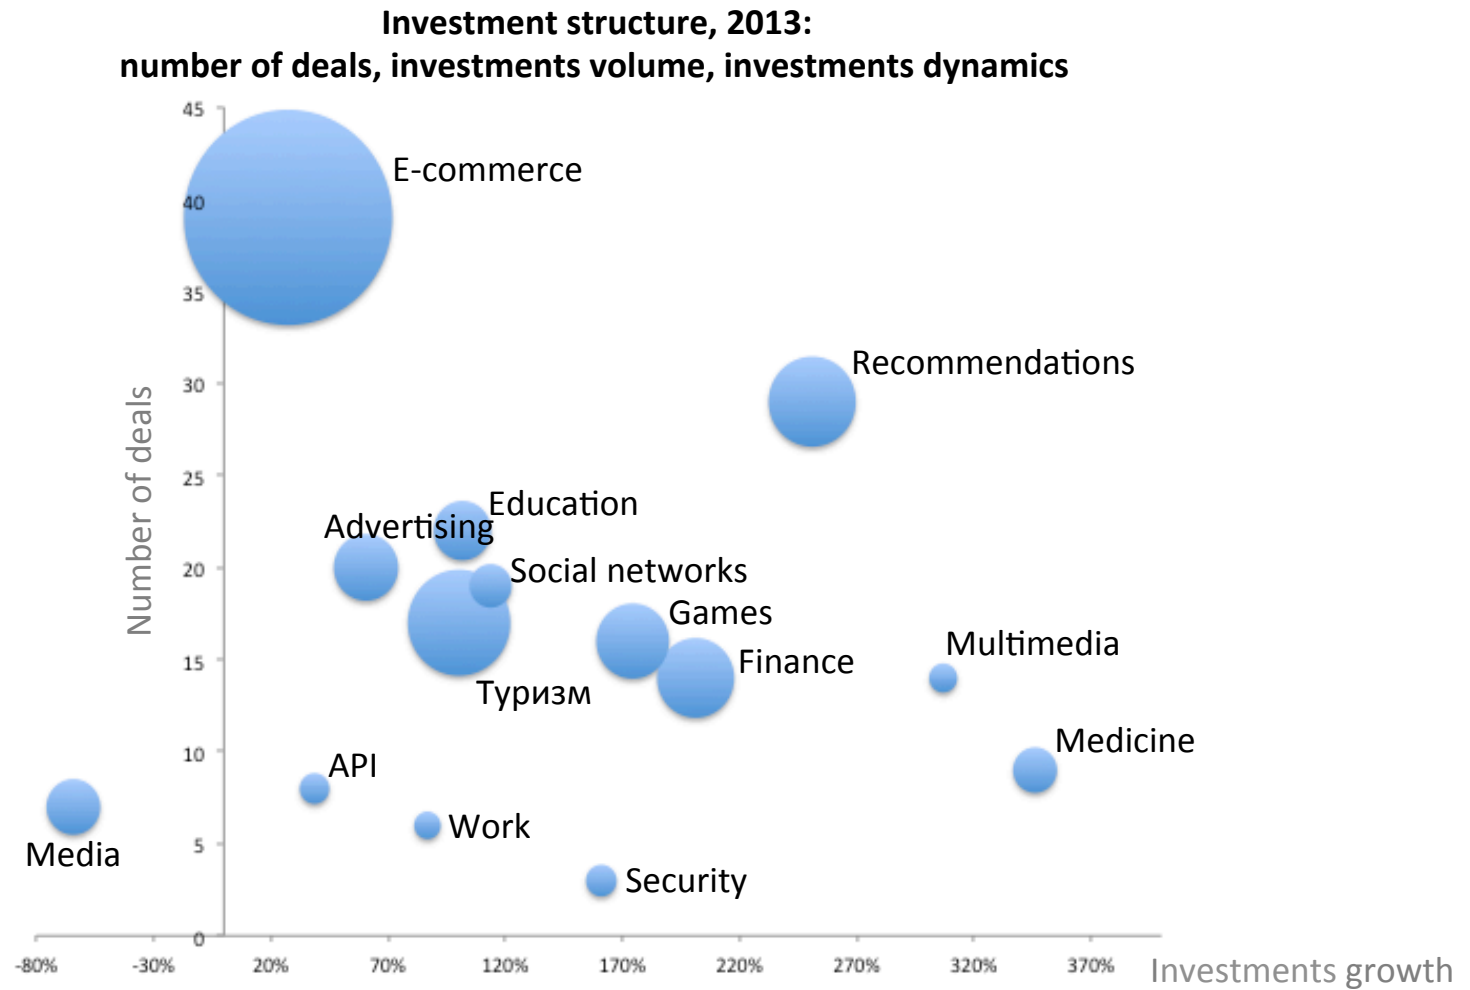 Investment structure, 2013:
number of deals, investments volume, investments dynamics
45
E-commerce
40
35
Recommendations
30
Number of deals
25
Education
Advertising
20
Social networks
Games
Multimedia
15
Finance
Туризм
Medicine
10
API
Work
5
Media
Security
0
-80% -30% 20% 70% 120% 170% 220% 270% 320% 370%
Investments growth